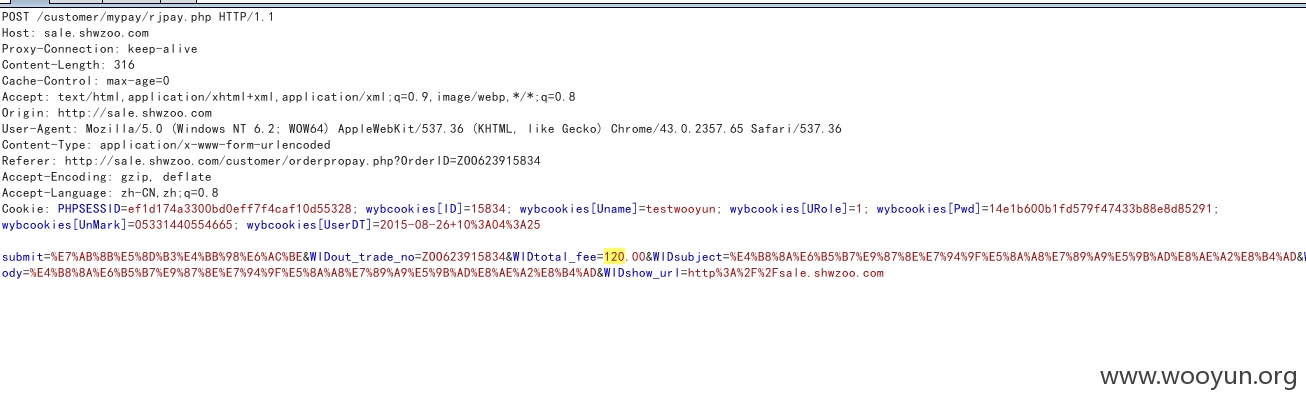 POST /customer/mypay/rjpay.php HTTP/1.1
Host: sale.shwzoo.com
Proxy-Connection: keep-alive
Content-Length: 316
Cache-Control: max-age=0
Accept: text/html,application/xhtml+xml,application/xml;q=0.9,image/webp,*/*;q=0.8
Origin: http://sale.shwzoo.com
User-Agent: Mozilla/5.0 (Windows NT 6.2; WOW64) AppleWebKit/537.36 (KHTML, like Gecko) Chrome/43.0.2357.65 Safari/537.36
Content-Type: application/x-www-form-urlencoded
Referer: http://sale.shwzoo.com/customer/orderpropay.php?OrderID=ZOO623915834
Accept-Encoding: gzip, deflate
Accept-Language: zh-CN,zh;q=0.8
Cookie: PHPSESSID=ef1d174a3300bd0eff7f4caf10d55328; wybcookies[ID]=15834; wybcookies[Uname]=testwooyun; wybcookies[URole]=1; wybcookies[Pwd]=14e1b600b1fd579f47433b88e8d85291;
wybcookies[UnMark]=05331440554665; wybcookies[UserDT]=2015-08-26+10%3A04%3A25
submit=%E7%AB%8B%E5%8D%B3%E4%BB%98%E6%AC%BE&WIDout_trade_no=ZOO623915834&WIDtotal_fee=120.00&WIDsubject=%E4%B8%8A%E6%B5%B7%E9%87%8E%E7%94%9F%E5%8A%A8%E7%89%A9%E5%9B%AD%E8%AE%A2%E8%B4%AD&W
ody=%E4%B8%8A%E6%B5%B7%E9%87%8E%E7%94%9F%E5%8A%A8%E7%89%A9%E5%9B%AD%E8%AE%A2%E8%B4%AD&WIDshow_url=http%3A%2F%2Fsale.shwzoo.com
www.wooyun.org